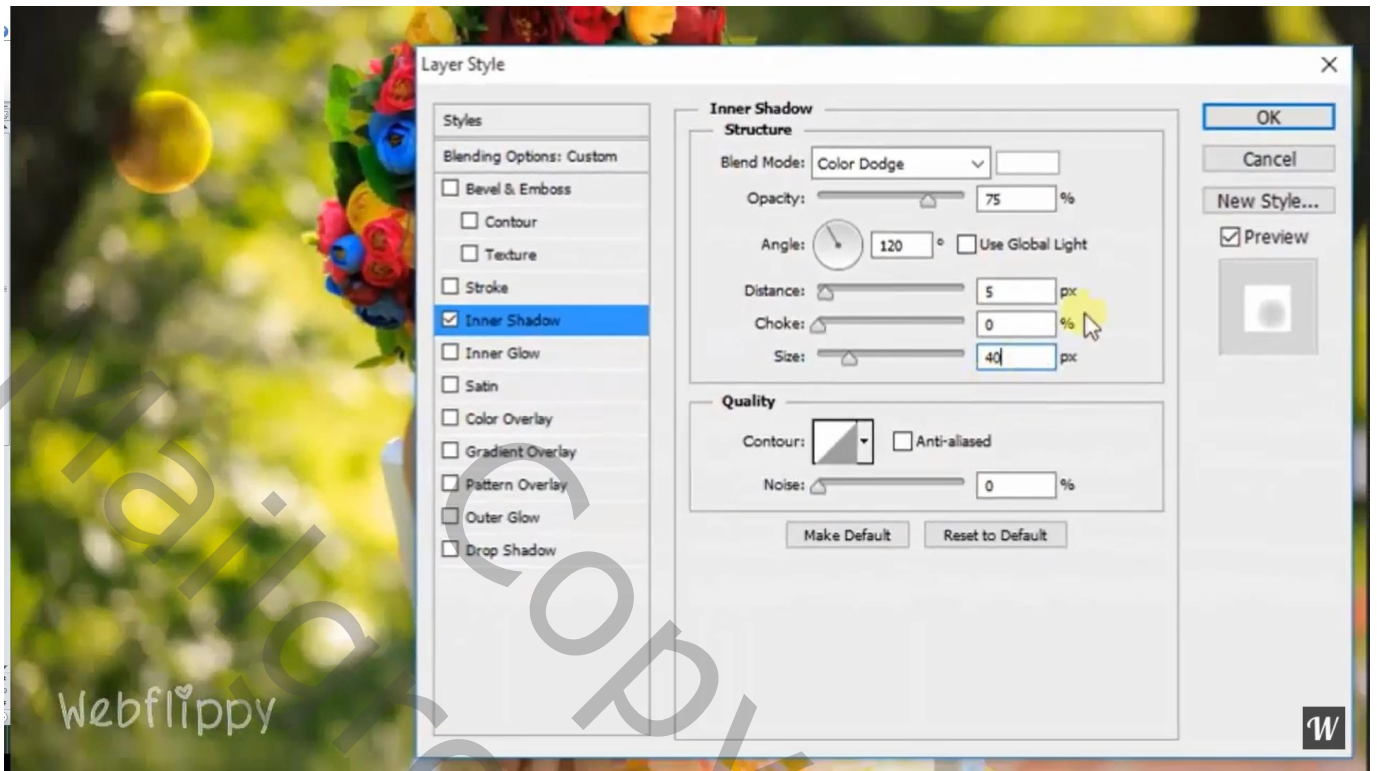 Layer Style
Styles
Blending Options: Custom
Bevel & Emboss
Contour
Texture
Stroke
Inner Shadow
Inner Glow
Satin
Color Overlay
Gradient Overlay
Pattern Overlay
Outer Glow
Drop Shadow
Inner Shadow
Structure
Blend Mode: Color Dodge
Opacity: 75 %
Angle: 120 ° Use Global Light
Distance: 5 px
Choke: 0 %
Size: 40 px
Quality
Contour: Anti-aliased
Noise: 0 %
Make Default Reset to Default
OK
Cancel
New Style...
Preview
Webflippy
W